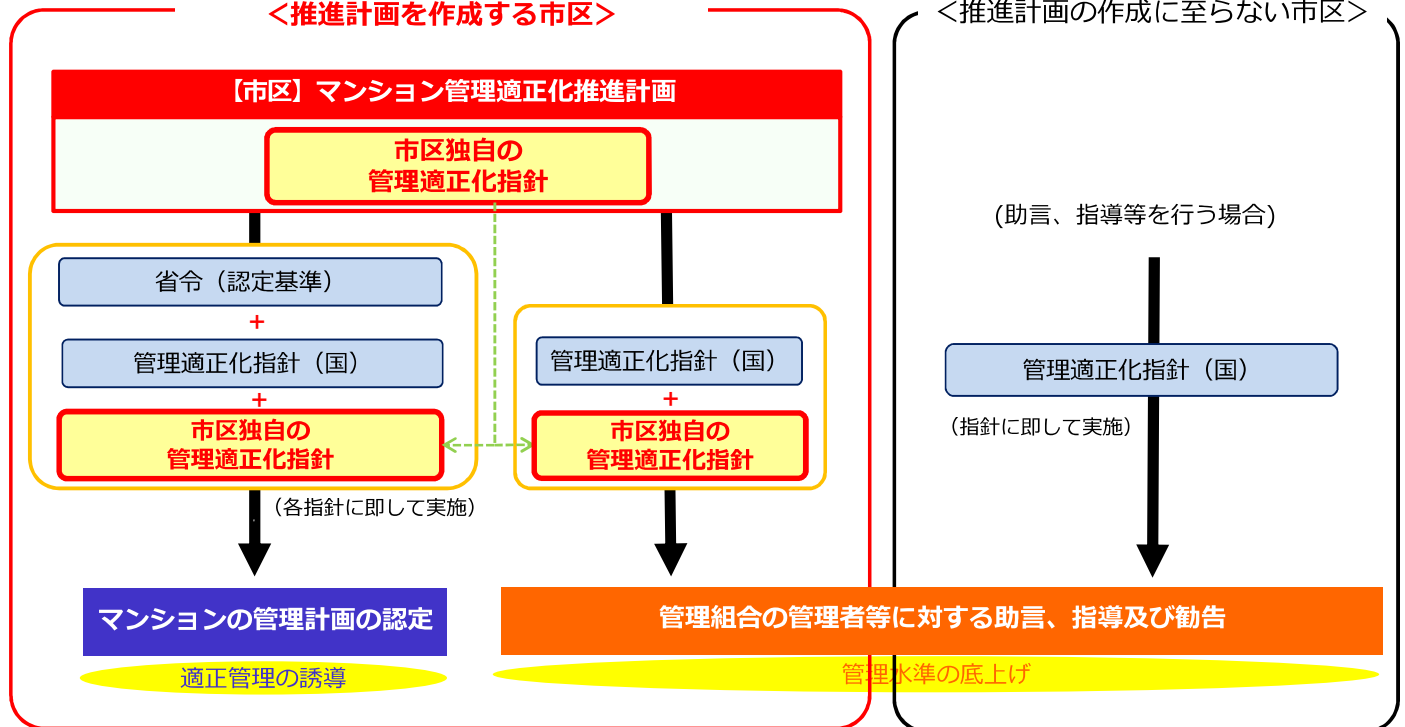 ＜推進計画を作成する市区＞
【市区】マンション管理適正化推進計画
市区独自の
管理適正化指針
省令（認定基準）
+
管理適正化指針（国）
+
市区独自の
管理適正化指針
（各指針に即して実施）
マンションの管理計画の認定
適正管理の誘導
管理適正化指針（国）
+
市区独自の
管理適正化指針
＜推進計画の作成に至らない市区＞
(助言、指導等を行う場合)
管理適正化指針（国）
（指針に即して実施）
管理組合の管理者等に対する助言、指導及び勧告
管理水準の底上げ